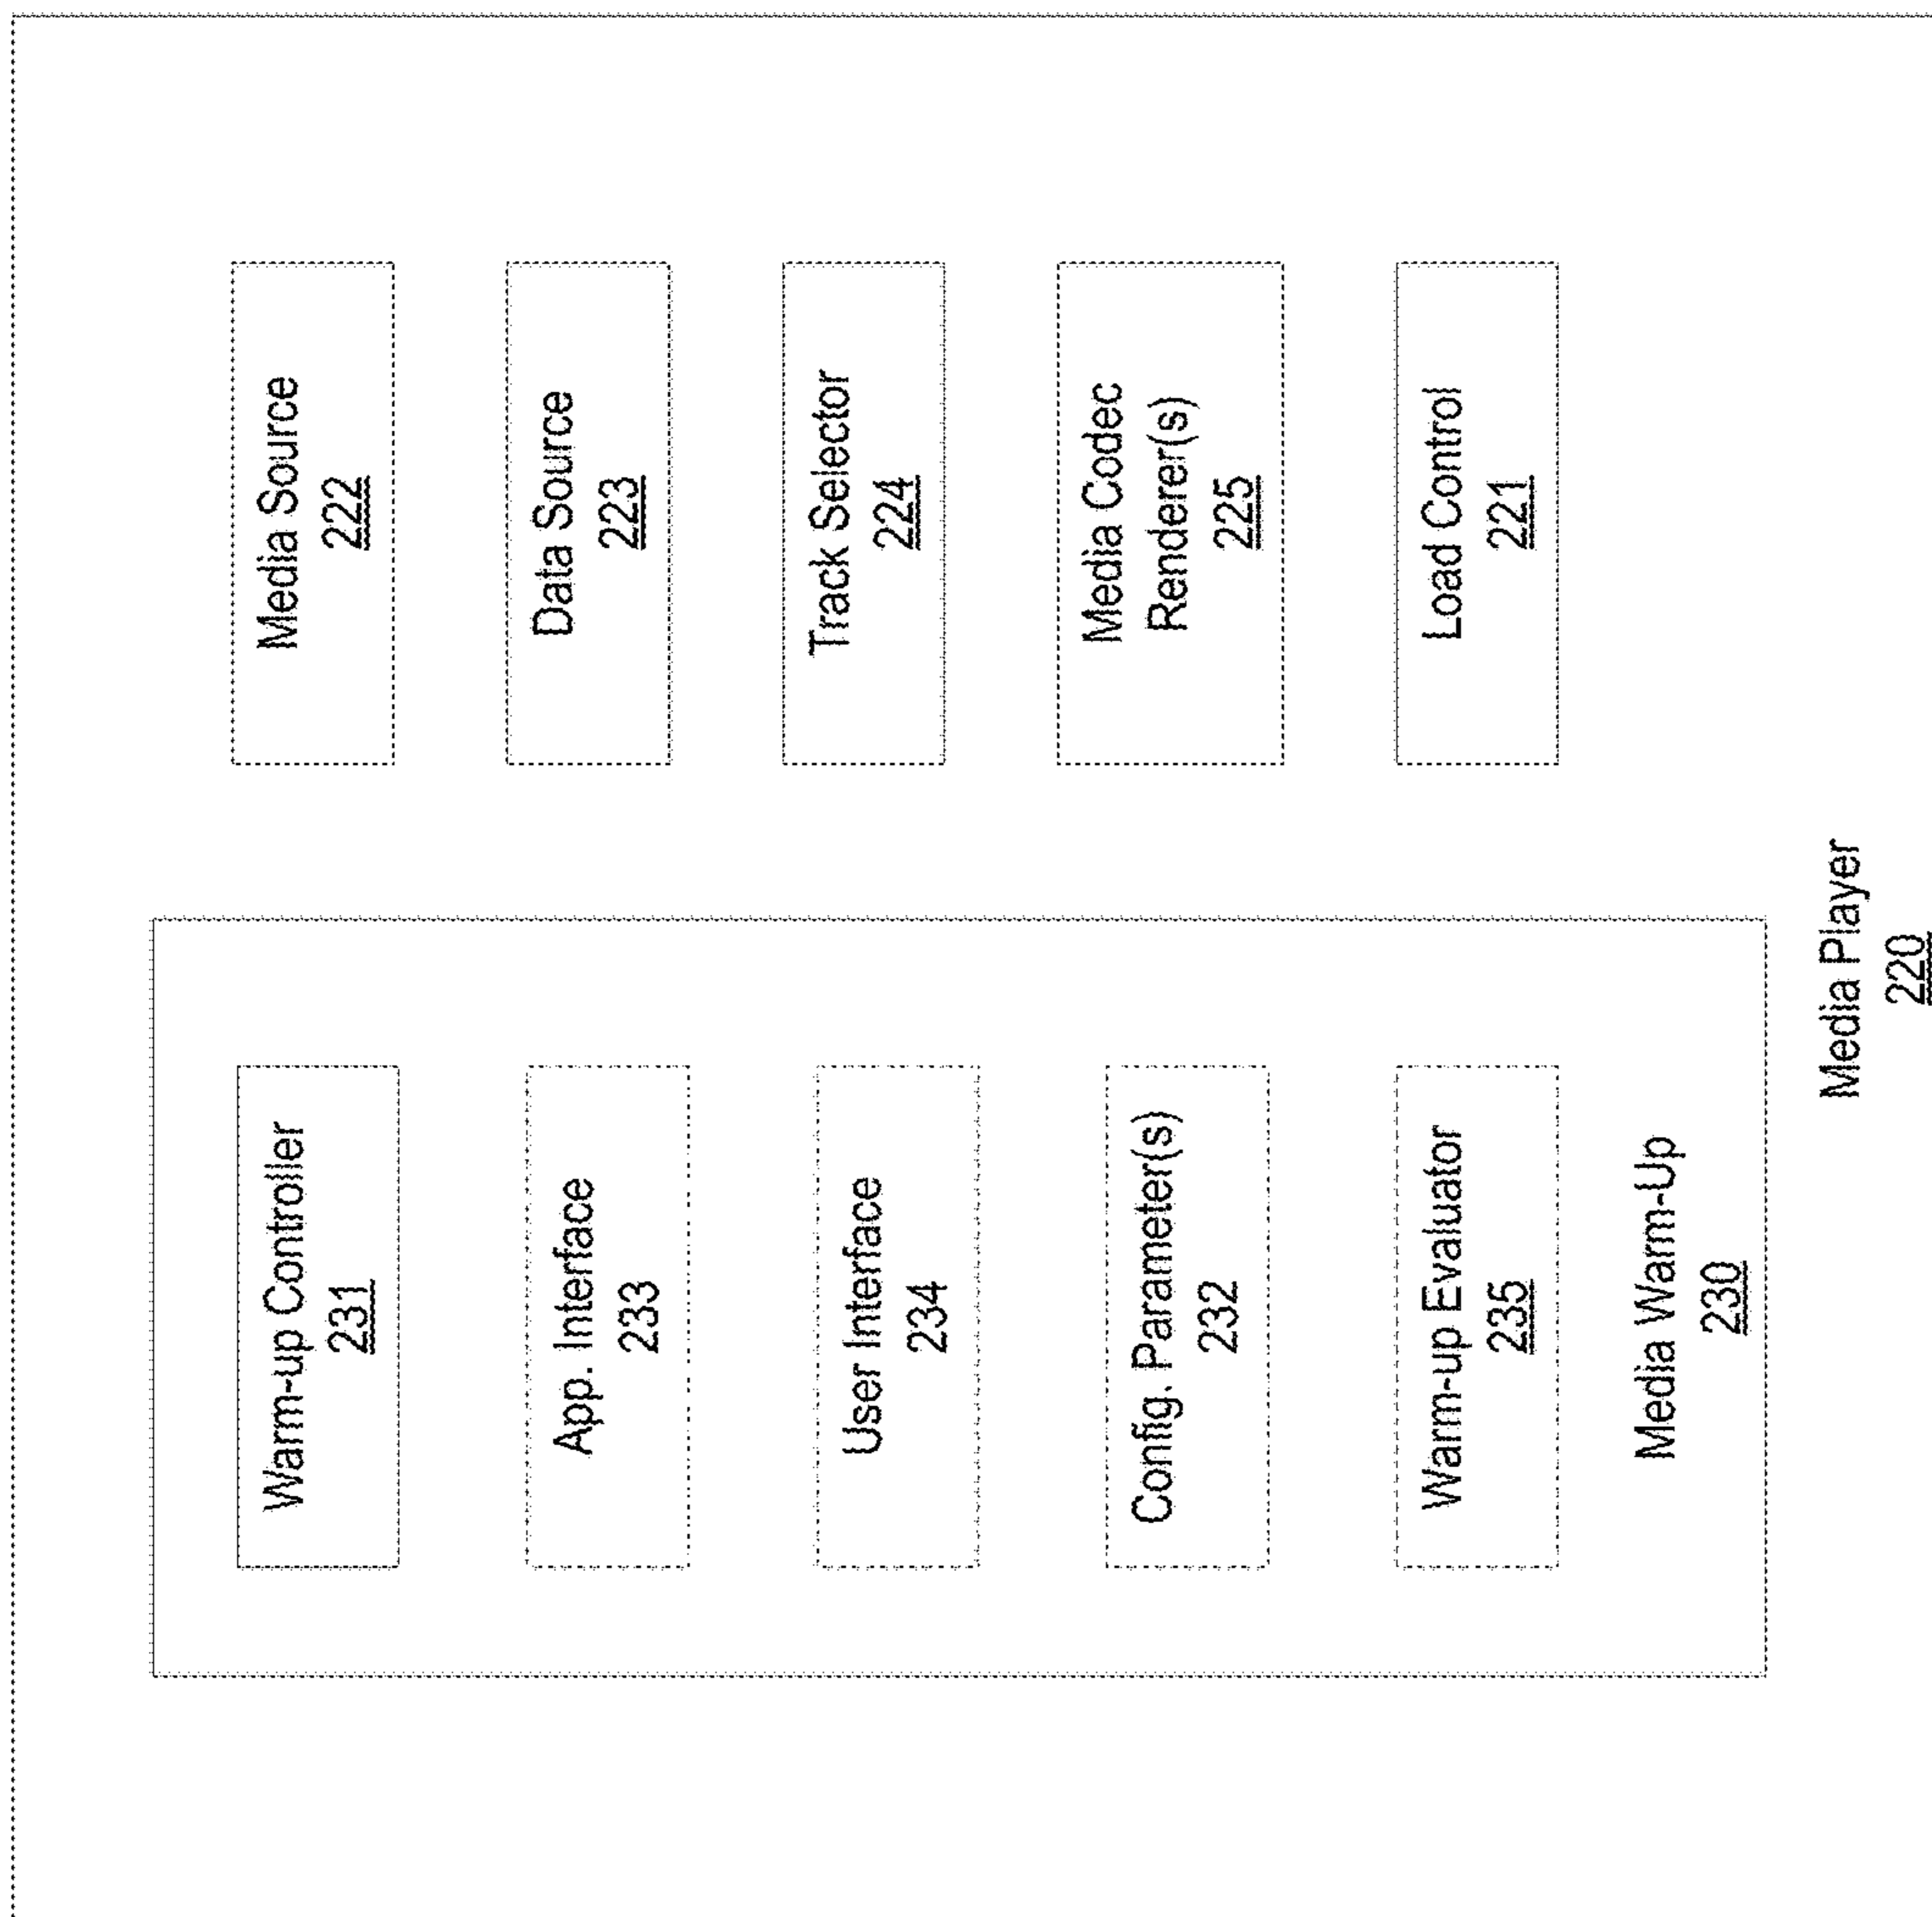 Warm-up Controller
231
App. Interface
233
User Interface
234
Config. Parameter(s)
232
Warm-up Evaluator
235
Media Warm-Up
230
Media Source
222
Data Source
223
Track Selector
224
Media Codec
Renderer(s)
225
Load Control
221
Media Player
220